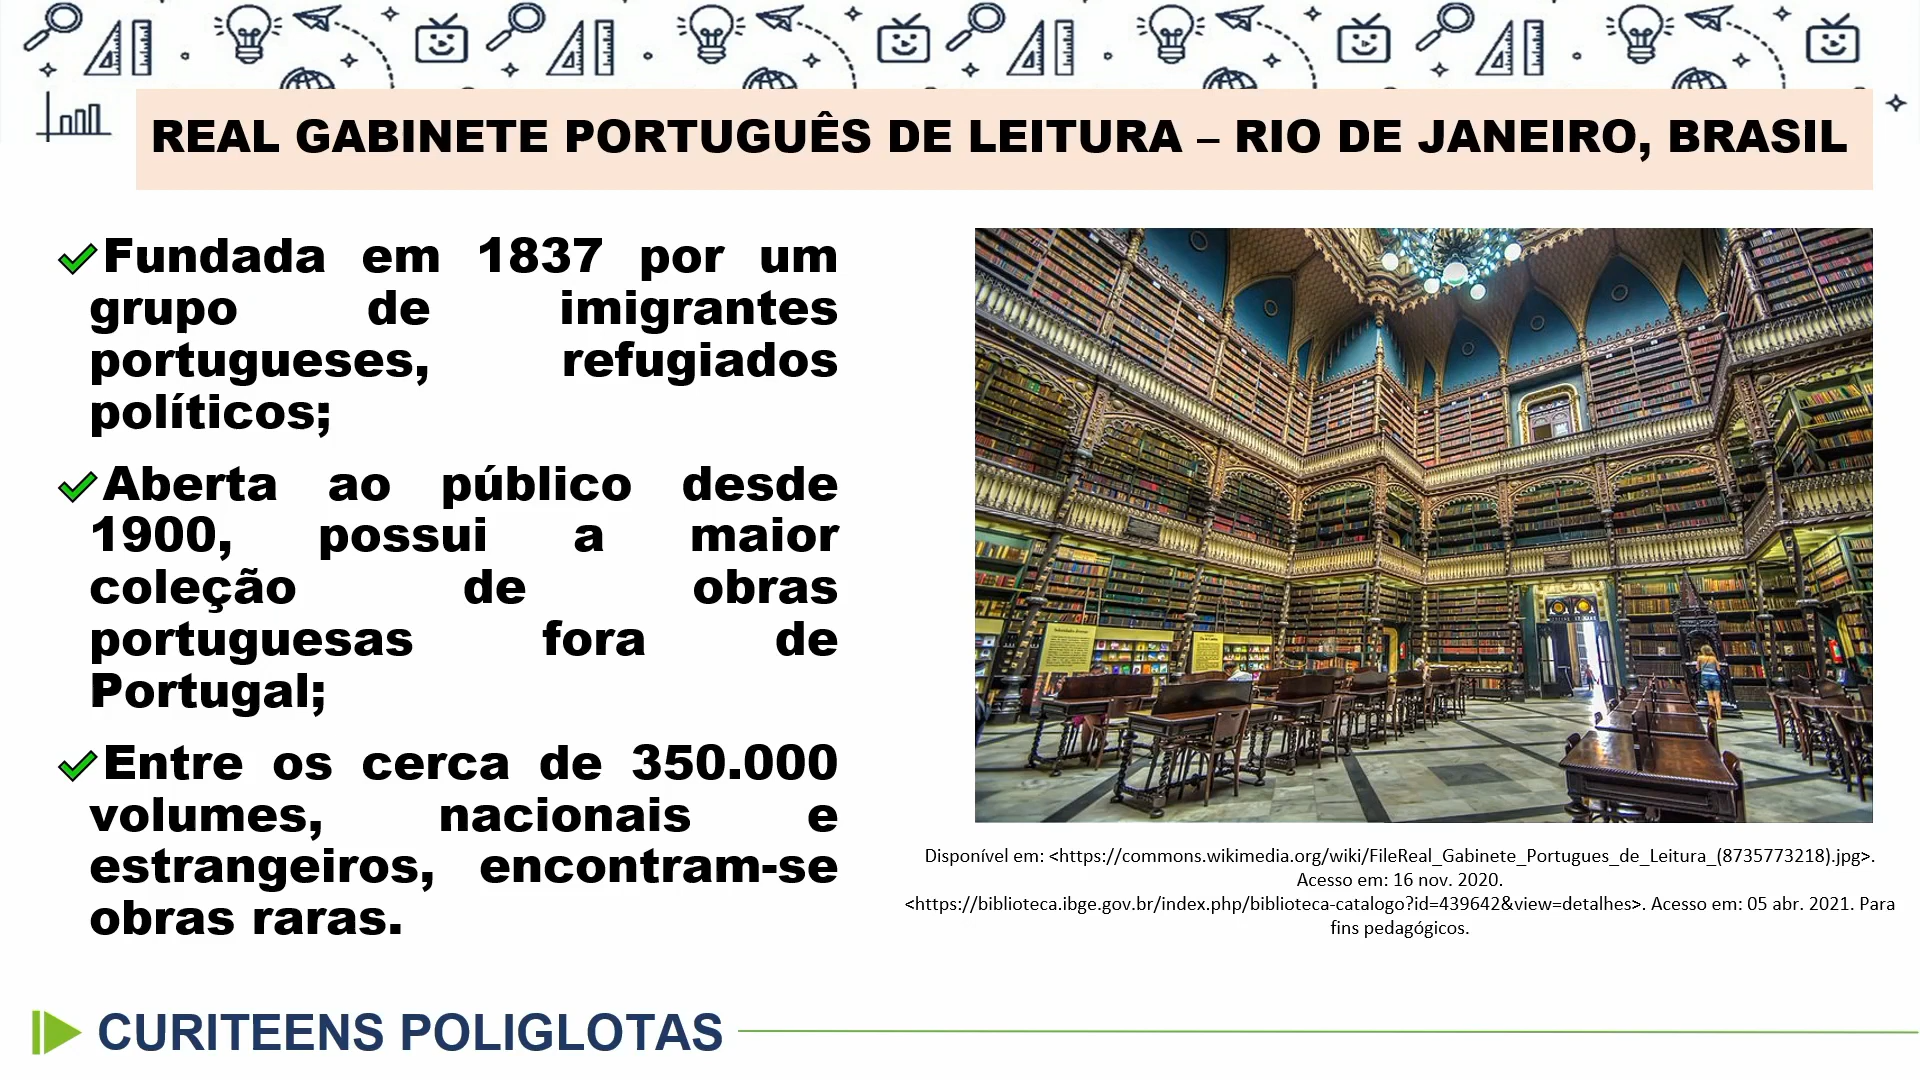 REAL GABINETE PORTUGUÊS DE LEITURA – RIO DE JANEIRO, BRASIL
Fundada em 1837 por um
grupo de imigrantes
portugueses, refugiados
políticos;
Aberta ao público desde
1900, possui a maior
coleção de obras
portuguesas fora de
Portugal;
Entre os cerca de 350.000
volumes, nacionais e
estrangeiros, encontram-se
obras raras.
Disponível em: <https://commons.wikimedia.org/wiki/FileReal_Gabinete_Portugues_de_Leitura_(8735773218).jpg>.
Acesso em: 16 nov. 2020.
<https://biblioteca.ibge.gov.br/index.php/biblioteca-catalogo?id=439642&view=detalhes>. Acesso em: 05 abr. 2021. Para
fins pedagógicos.
CURITEENS POLIGLOTAS